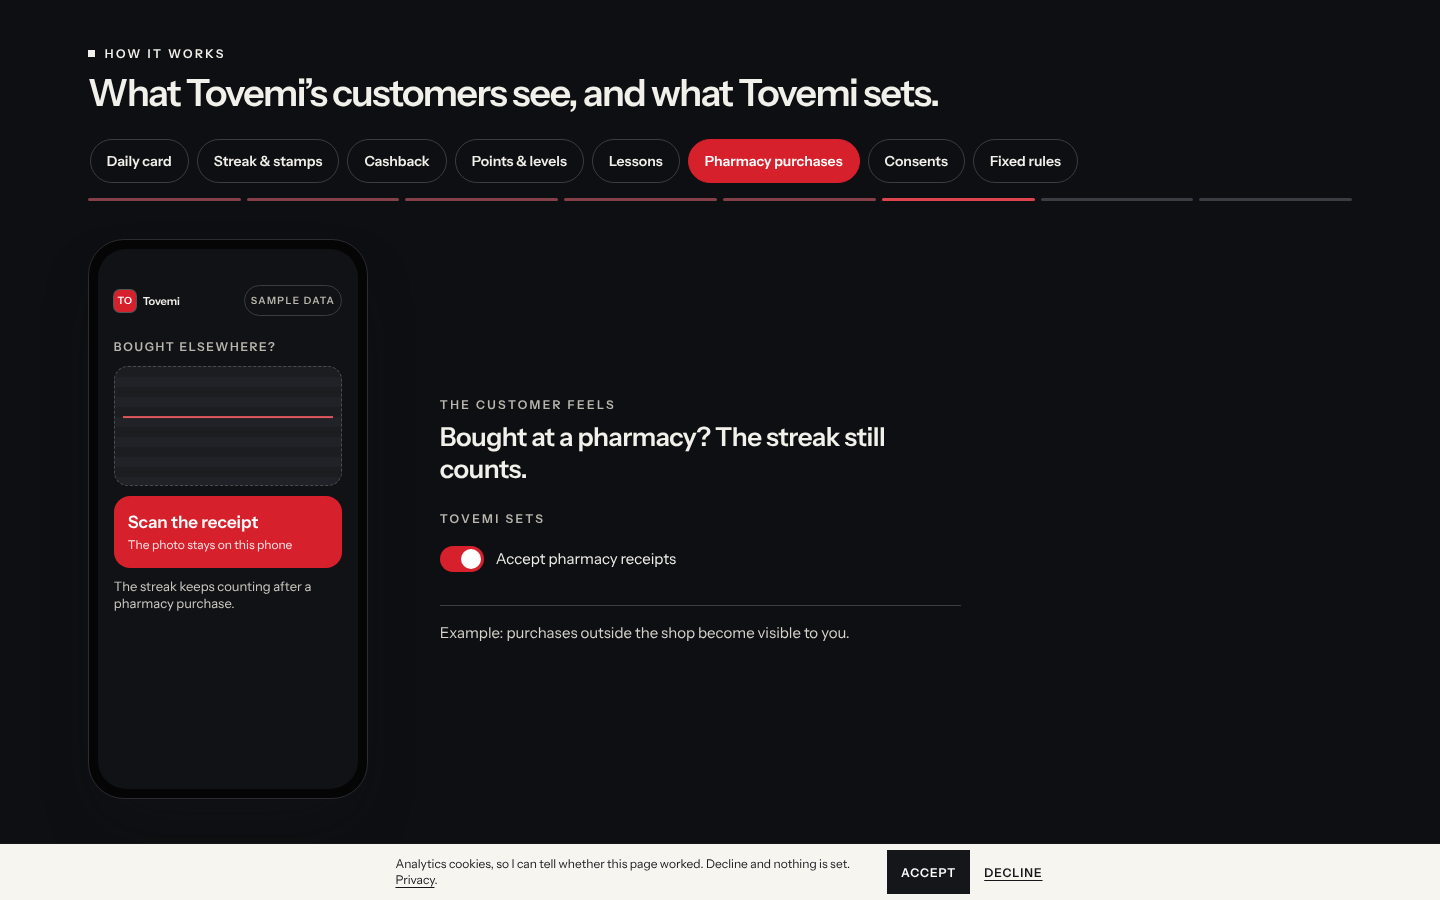 HOW IT WORKS
What Tovemi’s customers see, and what Tovemi sets.
Daily card
Streak & stamps
Cashback
Points & levels
Lessons
Pharmacy purchases
Consents
Fixed rules
TO Tovemi
SAMPLE DATA
BOUGHT ELSEWHERE?
Scan the receipt
The photo stays on this phone
The streak keeps counting after a
pharmacy purchase.
THE CUSTOMER FEELS
Bought at a pharmacy? The streak still
counts.
TOVEMI SETS
Accept pharmacy receipts
Example: purchases outside the shop become visible to you.
Analytics cookies, so I can tell whether this page worked. Decline and nothing is set.
Privacy.
ACCEPT
DECLINE